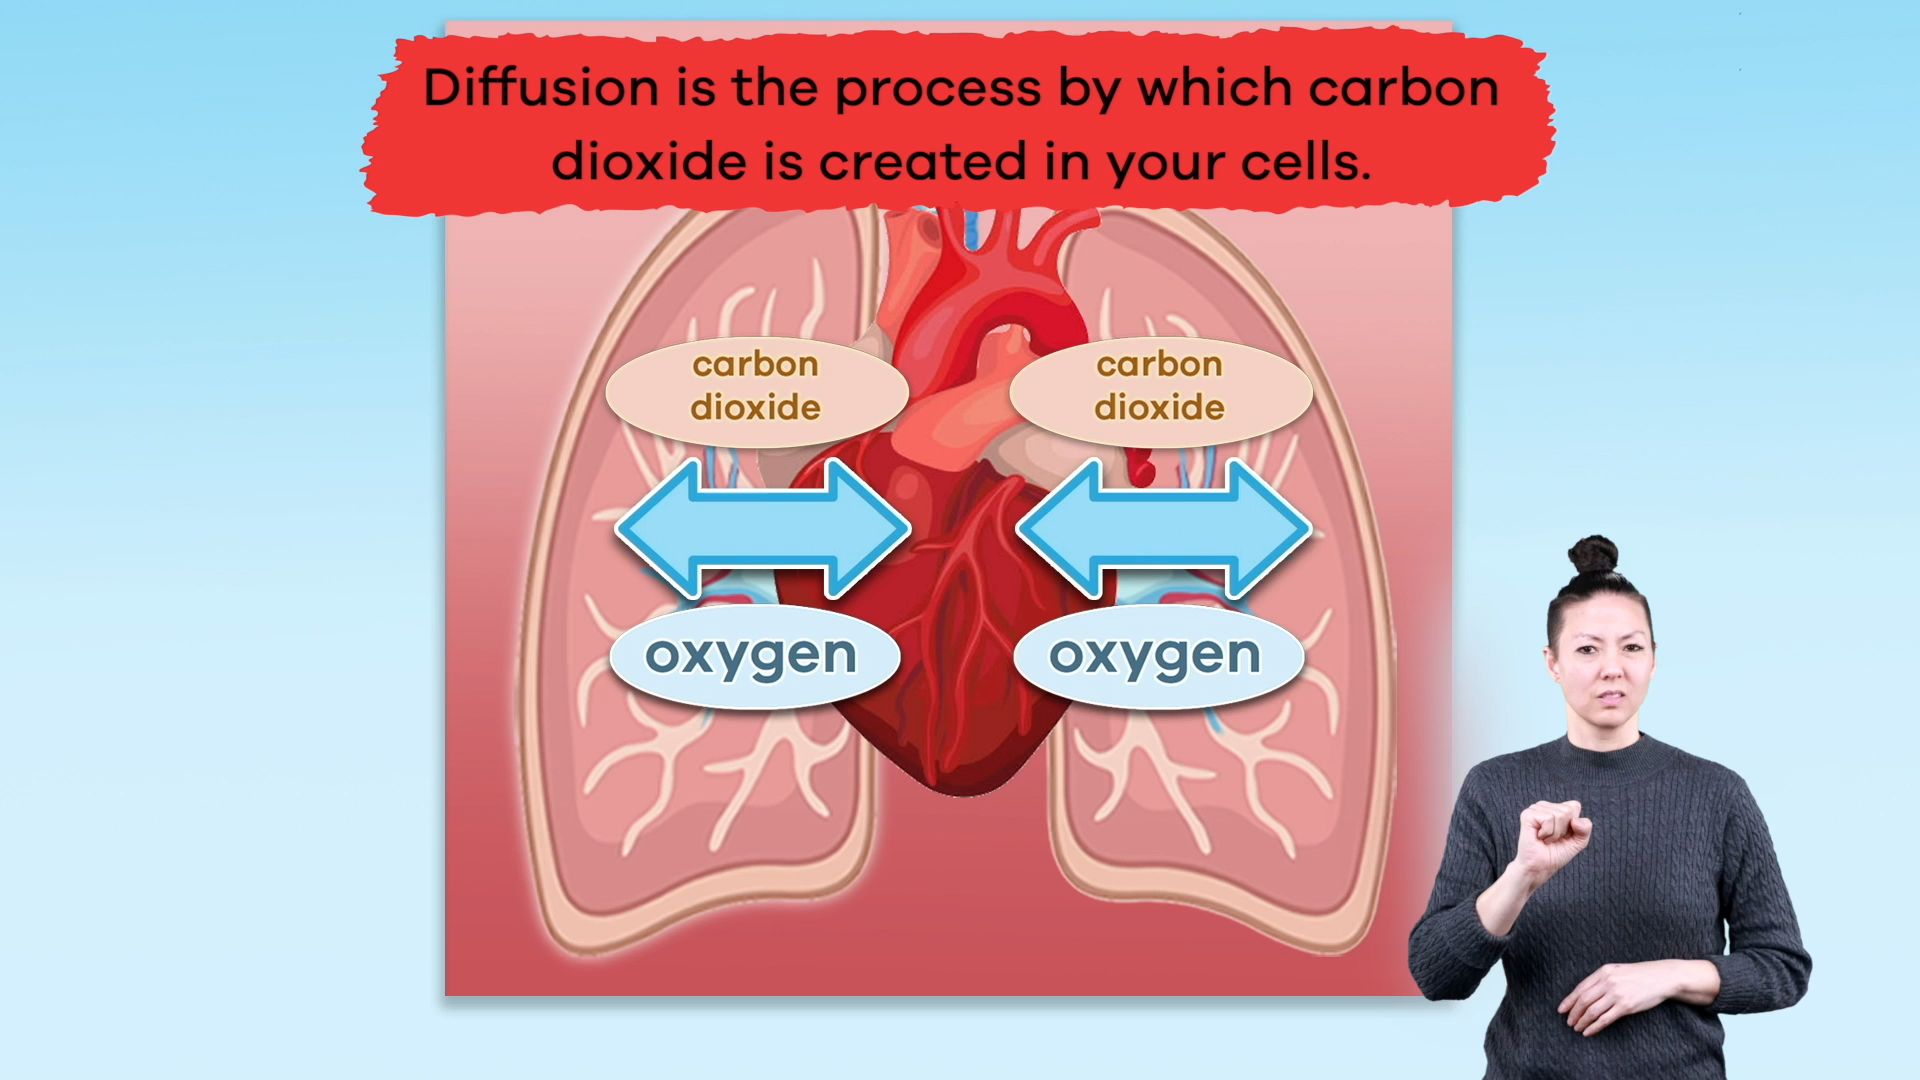 Diffusion is the process by which carbon
dioxide is created in your cells.
carbon
dioxide
carbon
dioxide
oxygen
oxygen